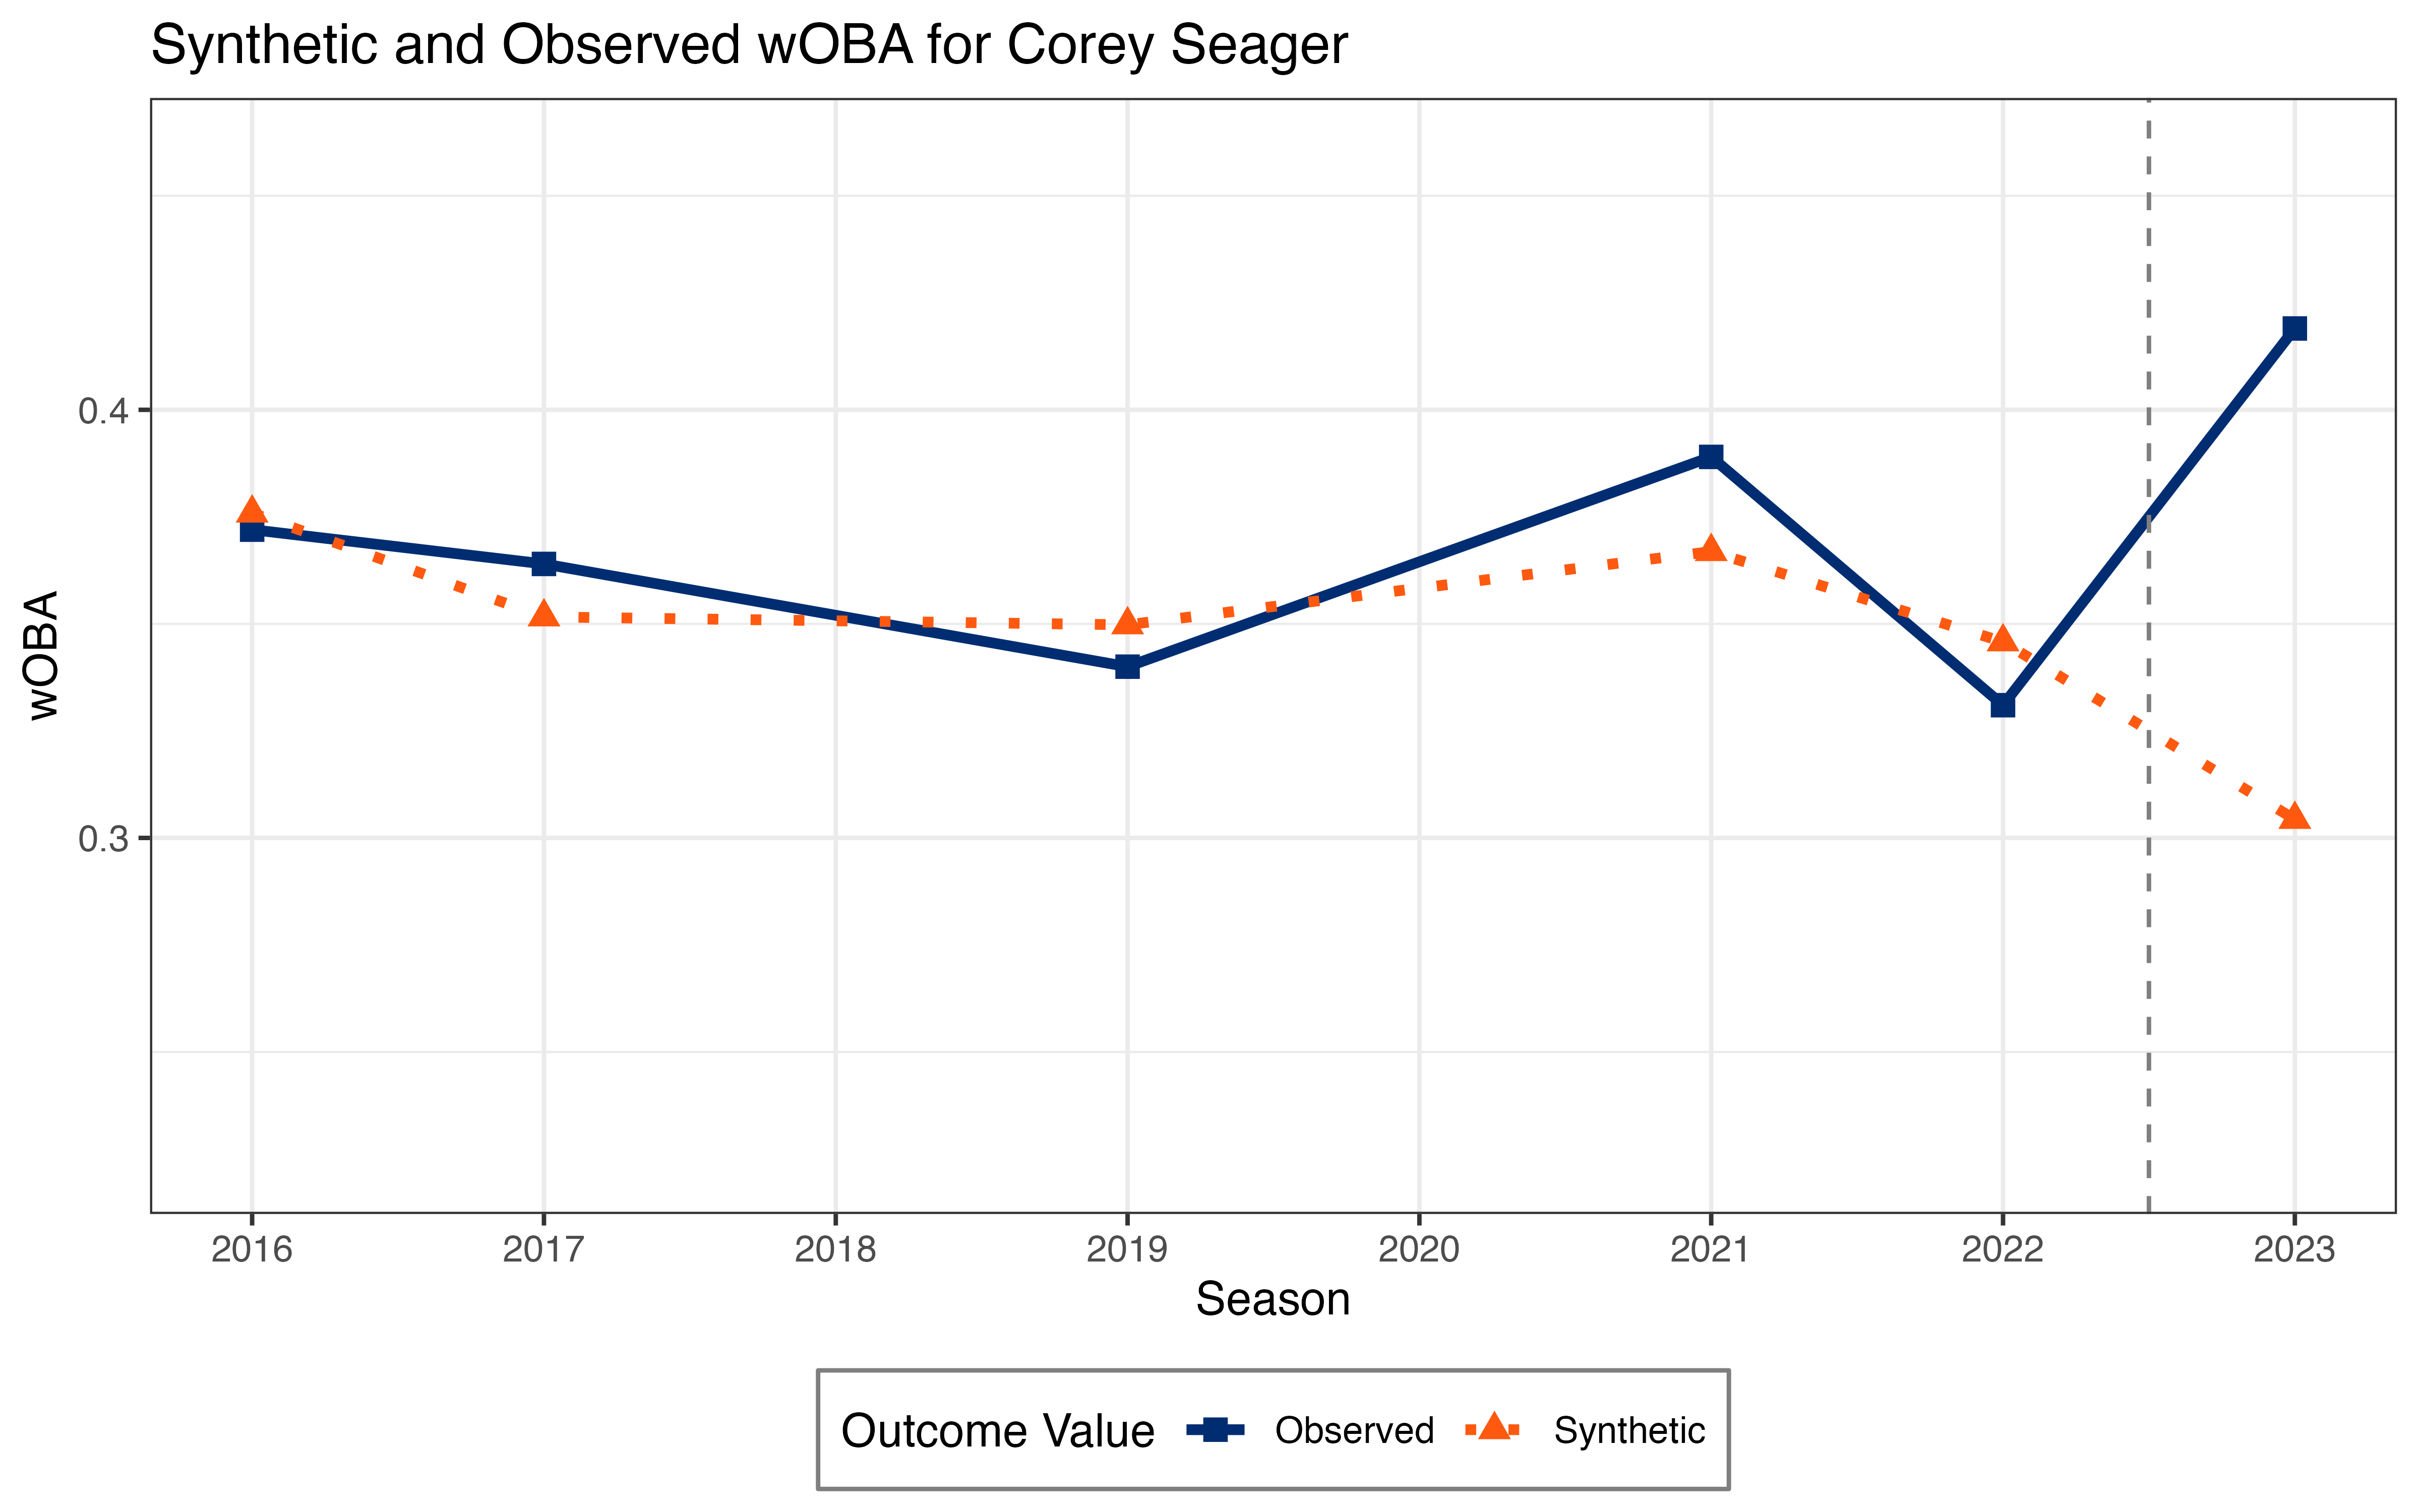 Synthetic and Observed wOBA for Corey Seager
wOBA
0.4
0.3
2016 2017 2018 2019 2020 2021 2022 2023
Season
Outcome Value Observed Synthetic